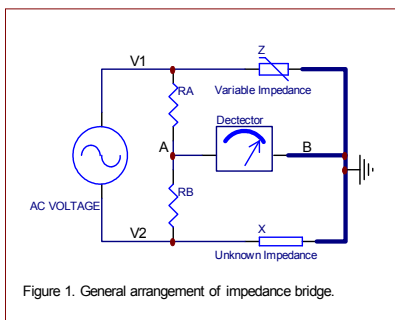 V1
Z
RA
Variable Impedance
Dectector
A
B
RB
AC VOLTAGE
V2
X
Unknown Impedance
Figure 1. General arrangement of impedance bridge.